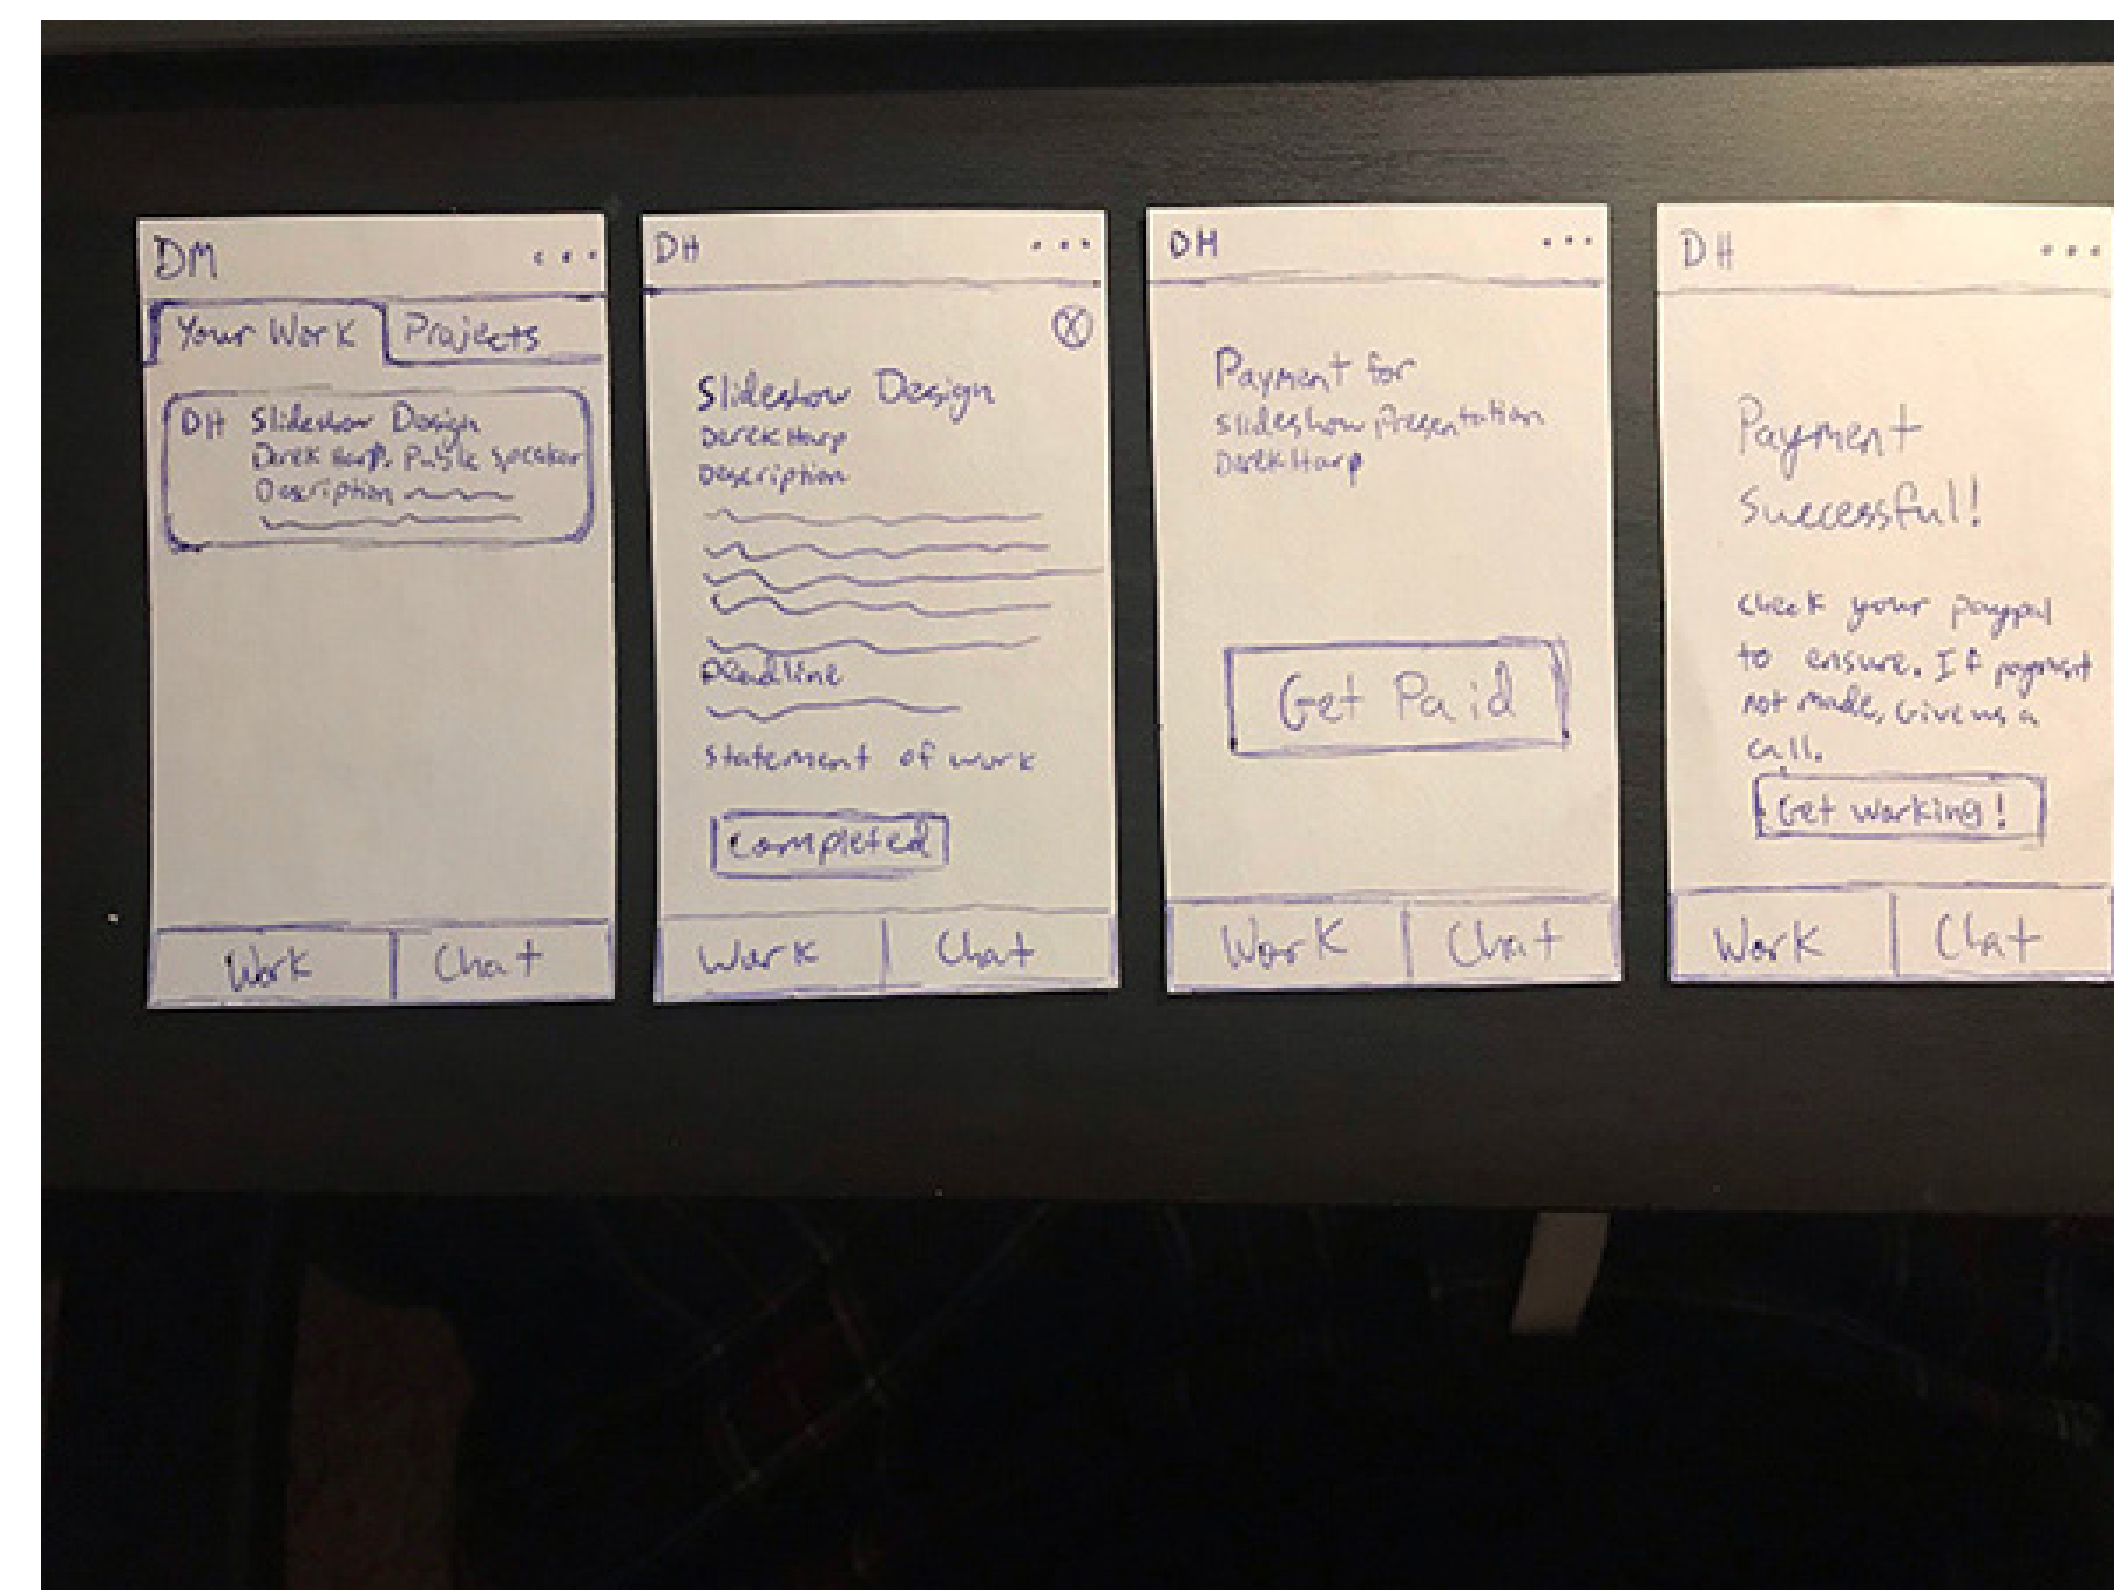 DM ...
Your Work Projects
DH Slideshow Design
Derek Harp. Public speaker
Description
Work Chat
DH ...
X
Slideshow Design
Derek Harp
Description
Deadline
Statement of work
Completed
Work Chat
DH ...
Payment for
Slideshow Presentation
Derek Harp
Get Paid
Work Chat
DH ...
Payment
Successful!
Check your paypal
to ensure. If payment
not made, Give us a
call.
Get working!
Work Chat